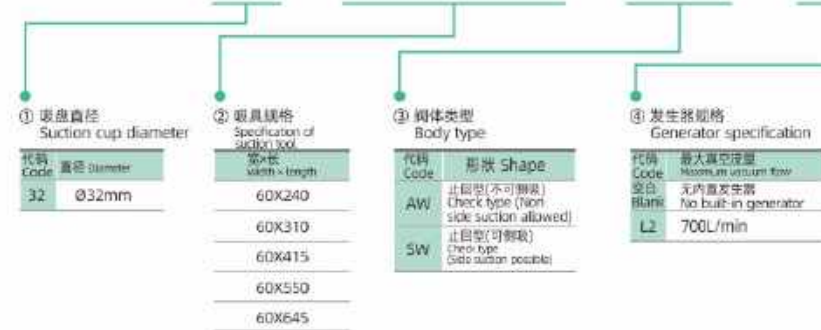 ① 吸盘直径
Suction cup diameter
代码 直径 Diameter
Code
32 Ø32mm
② 吸具规格
Specification of
suction tool
宽×长
width × length
60X240
60X310
60X415
60X550
60X645
③ 阀体类型
Body type
代码 形状 Shape
Code
AW 止回型(不可侧吸)
Check type (Non
side suction allowed)
SW 止回型(可侧吸)
Check type
(Side suction possible)
④ 发生器规格
Generator specification
代码 最大真空流量
Code Maximum vacuum flow
空白 无内置发生器
Blank No built-in generator
L2 700L/min